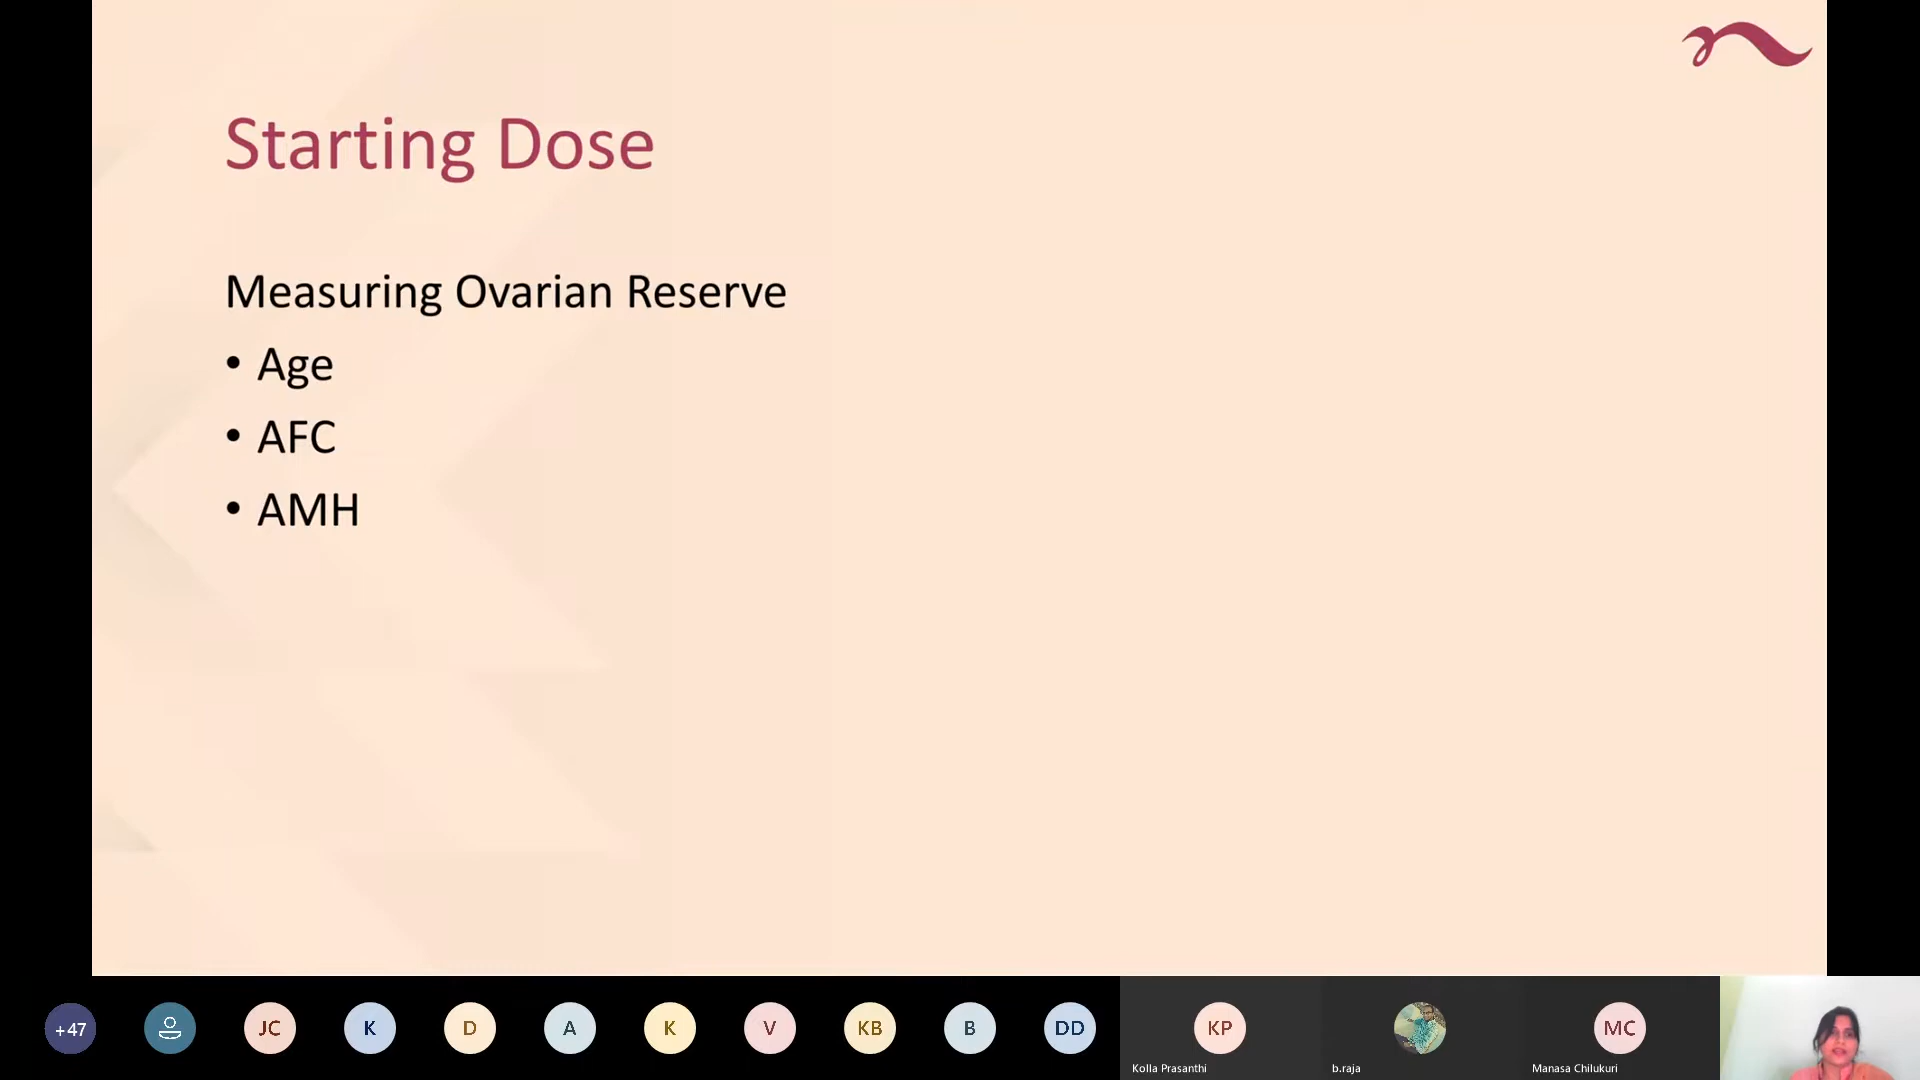 Starting Dose
Measuring Ovarian Reserve
• Age
• AFC
• AMH
+47
JC
K
D
A
K
V
KB
B
DD
KP
MC
Kolla Prasanthi
b.raja
Manasa Chilukuri